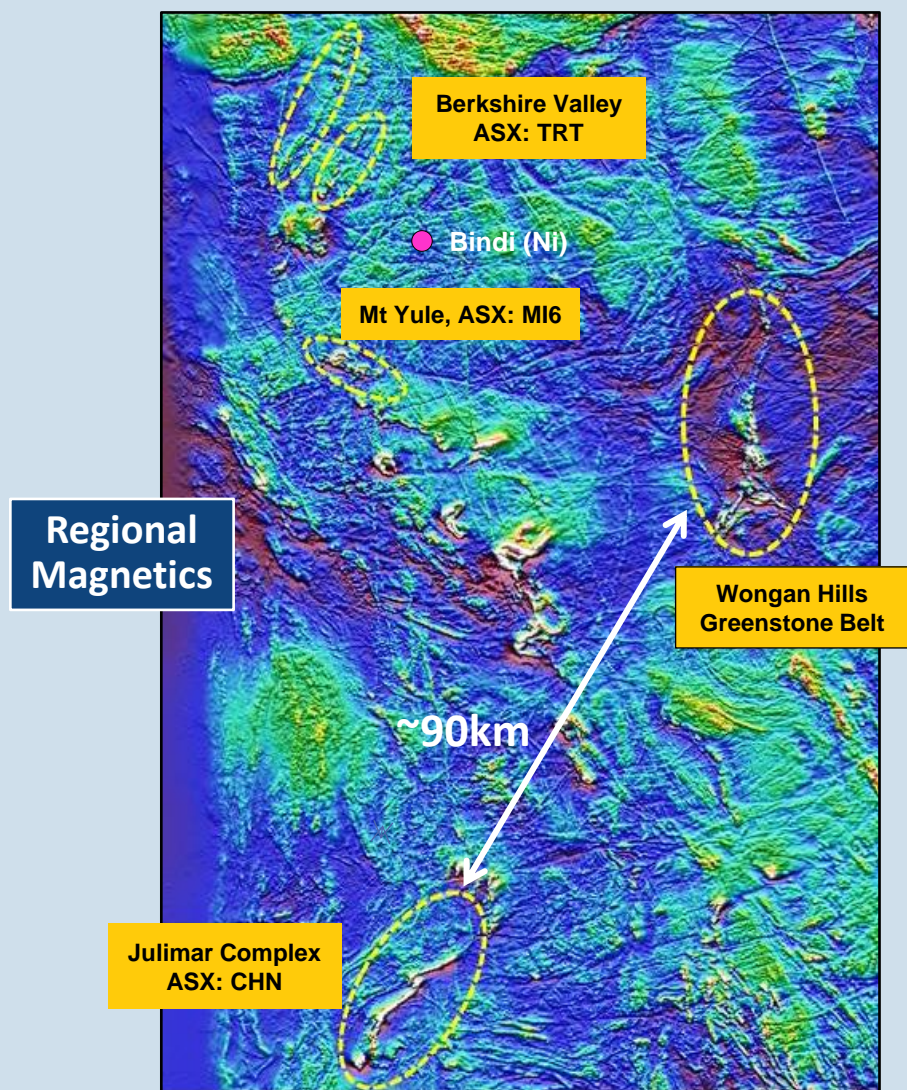 Berkshire Valley
ASX: TRT
Bindi (Ni)
Mt Yule, ASX: MI6
Regional
Magnetics
Wongan Hills
Greenstone Belt
~90km
Julimar Complex
ASX: CHN